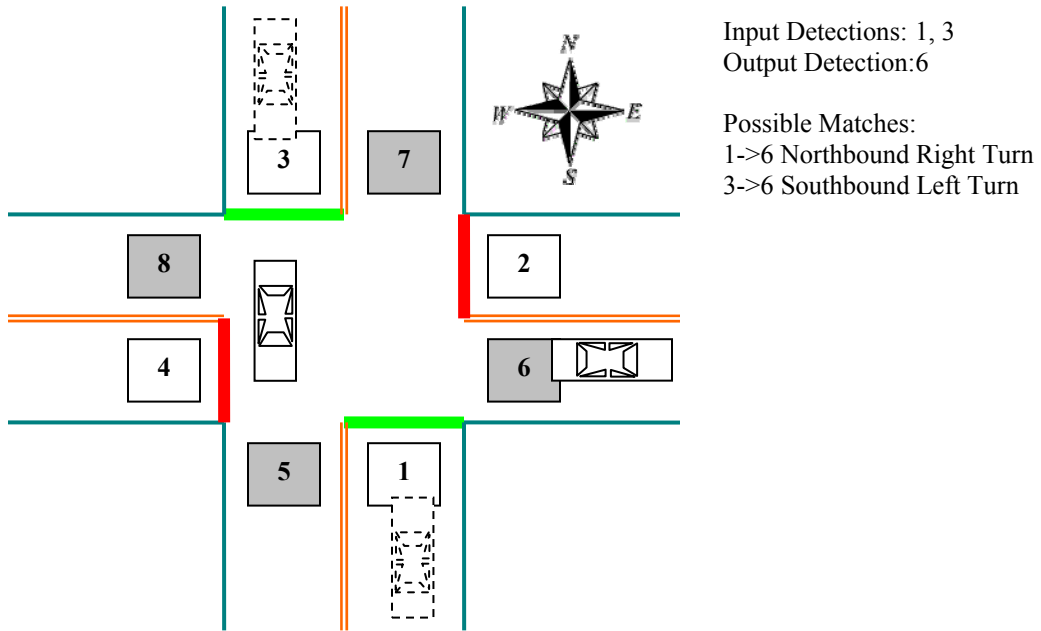 Input Detections: 1, 3
Output Detection:6
Possible Matches:
1->6 Northbound Right Turn
3->6 Southbound Left Turn
N
W E
S
3
7
8
2
4
6
5
1